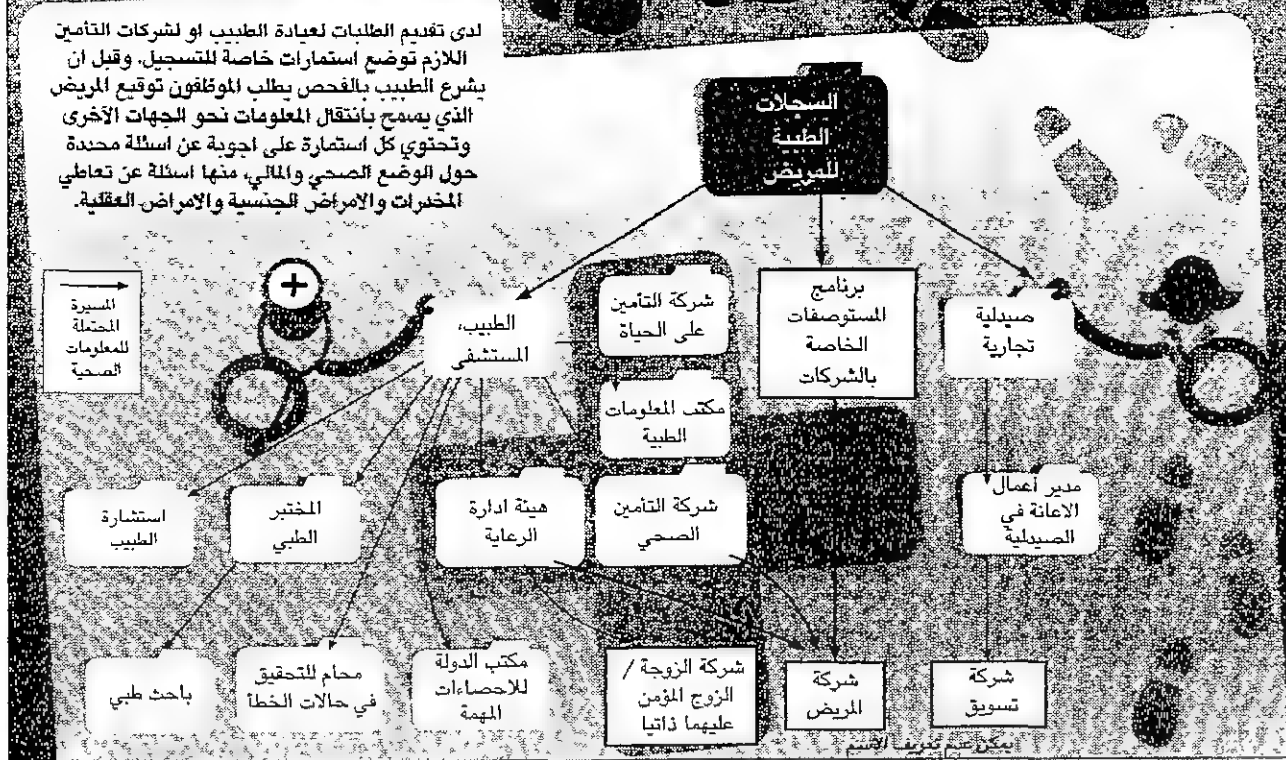 لدى تقديم الطلبات لعيادة الطبيب او لشركات التأمين
اللازم توضع استمارات خاصة للتسجيل. وقبل ان
يشرع الطبيب بالفحص يطلب الموظفون توقيع المريض
الذي يسمح بانتقال المعلومات نحو الجهات الآخرى
وتحتوي كل استمارة على اجوبة عن اسئلة محددة
حول الوضع الصحي والمالي، منها اسئلة عن تعاطي
المخدرات والامراض الجنسية والامراض العقلية.
السجلات
الطبية
للمريض
المسيرة
المحتملة
للمعلومات
الصحية
الطبيب،
المستشفى
شركة التأمين
على الحياة
برنامج
المستوصفات
الخاصة
بالشركات
صيدلية
تجارية
مكتب المعلومات
الطبية
استشارة
الطبيب
المختبر
الطبي
هيئة ادارة
الرعاية
شركة التأمين
الصحي
مدير أعمال
الاعانة في
الصيدلية
باحث طبي
محام للتحقيق
في حالات الخطأ
مكتب الدولة
للاحصاءات
المهمة
شركة الزوجة /
الزوج المؤمن
عليهما ذاتيا
شركة
المريض
شركة
تسويق
يمكن عدم تعريف الاسم